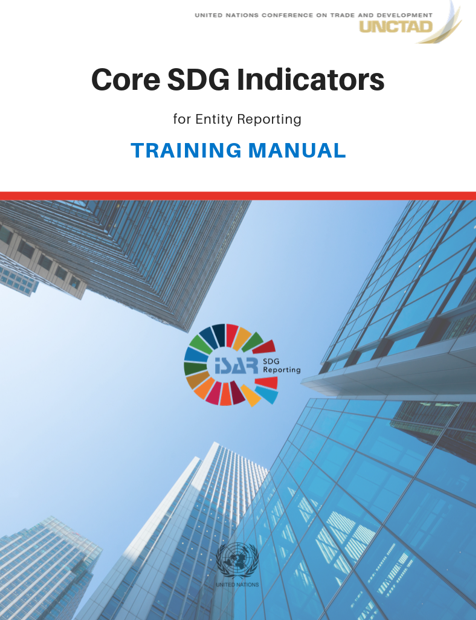 UNITED NATIONS CONFERENCE ON TRADE AND DEVELOPMENT
UNCTAD
Core SDG Indicators
for Entity Reporting
TRAINING MANUAL
iSAR
SDG
Reporting
UNITED NATIONS